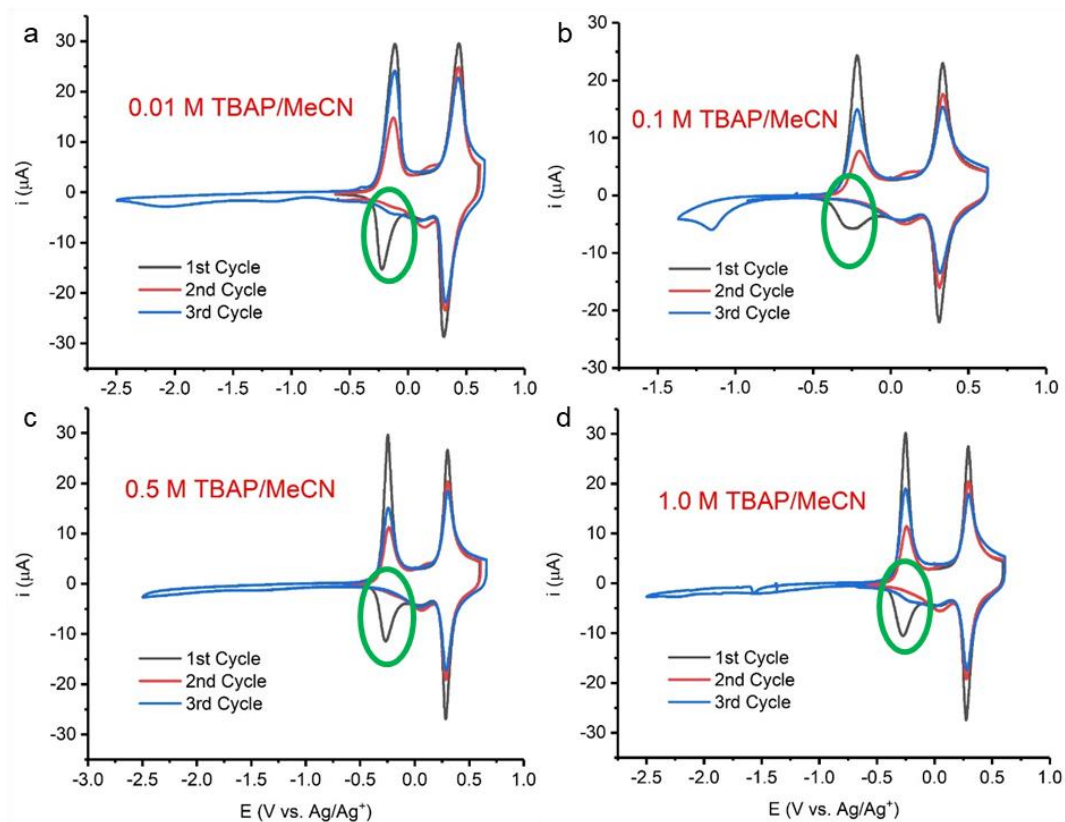 a
30
20
10
0
-10
-20
-30
i (μA)
0.01 M TBAP/MeCN
1st Cycle
2nd Cycle
3rd Cycle
-2.5 -2.0 -1.5 -1.0 -0.5 0.0 0.5 1.0
b
30
20
10
0
-10
-20
-30
i (μA)
0.1 M TBAP/MeCN
1st Cycle
2nd Cycle
3rd Cycle
-1.5 -1.0 -0.5 0.0 0.5 1.0
c
30
20
10
0
-10
-20
-30
i (μA)
0.5 M TBAP/MeCN
1st Cycle
2nd Cycle
3rd Cycle
-3.0 -2.5 -2.0 -1.5 -1.0 -0.5 0.0 0.5 1.0
E (V vs. Ag/Ag⁺)
d
30
20
10
0
-10
-20
-30
i (μA)
1.0 M TBAP/MeCN
1st Cycle
2nd Cycle
3rd Cycle
-2.5 -2.0 -1.5 -1.0 -0.5 0.0 0.5 1.0
E (V vs. Ag/Ag⁺)